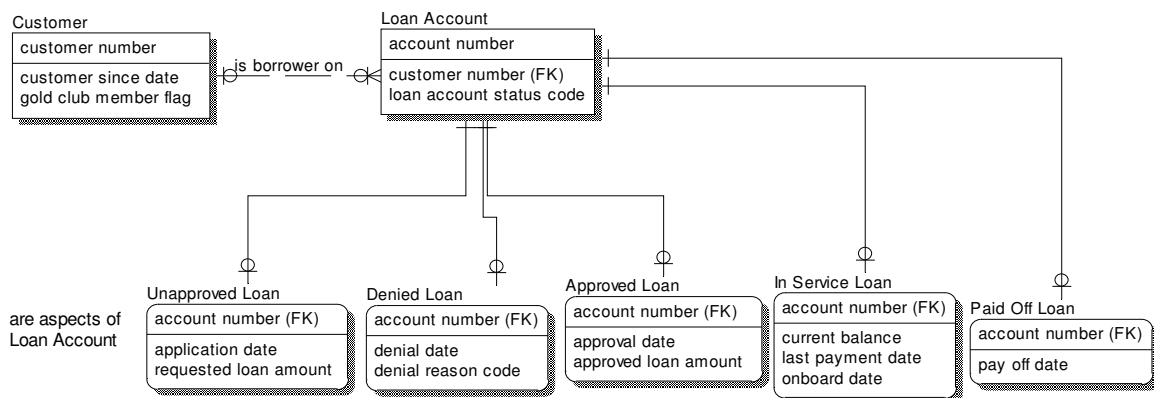 Customer
customer number
customer since date
gold club member flag
is borrower on
Loan Account
account number
customer number (FK)
loan account status code
are aspects of
Loan Account
Unapproved Loan
account number (FK)
application date
requested loan amount
Denied Loan
account number (FK)
denial date
denial reason code
Approved Loan
account number (FK)
approval date
approved loan amount
In Service Loan
account number (FK)
current balance
last payment date
onboard date
Paid Off Loan
account number (FK)
pay off date